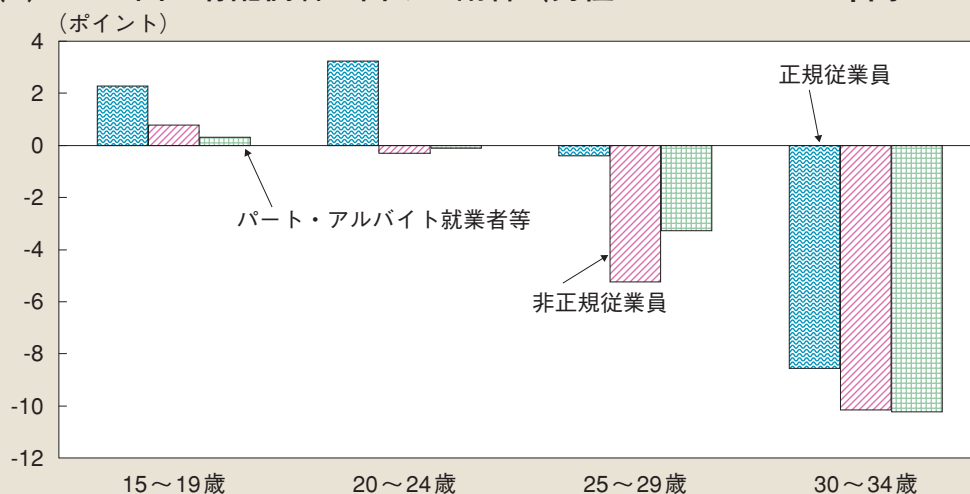 (ポイント)
4
2
0
-2
-4
-6
-8
-10
-12
正規従業員
パート・アルバイト就業者等
非正規従業員
15～19歳
20～24歳
25～29歳
30～34歳